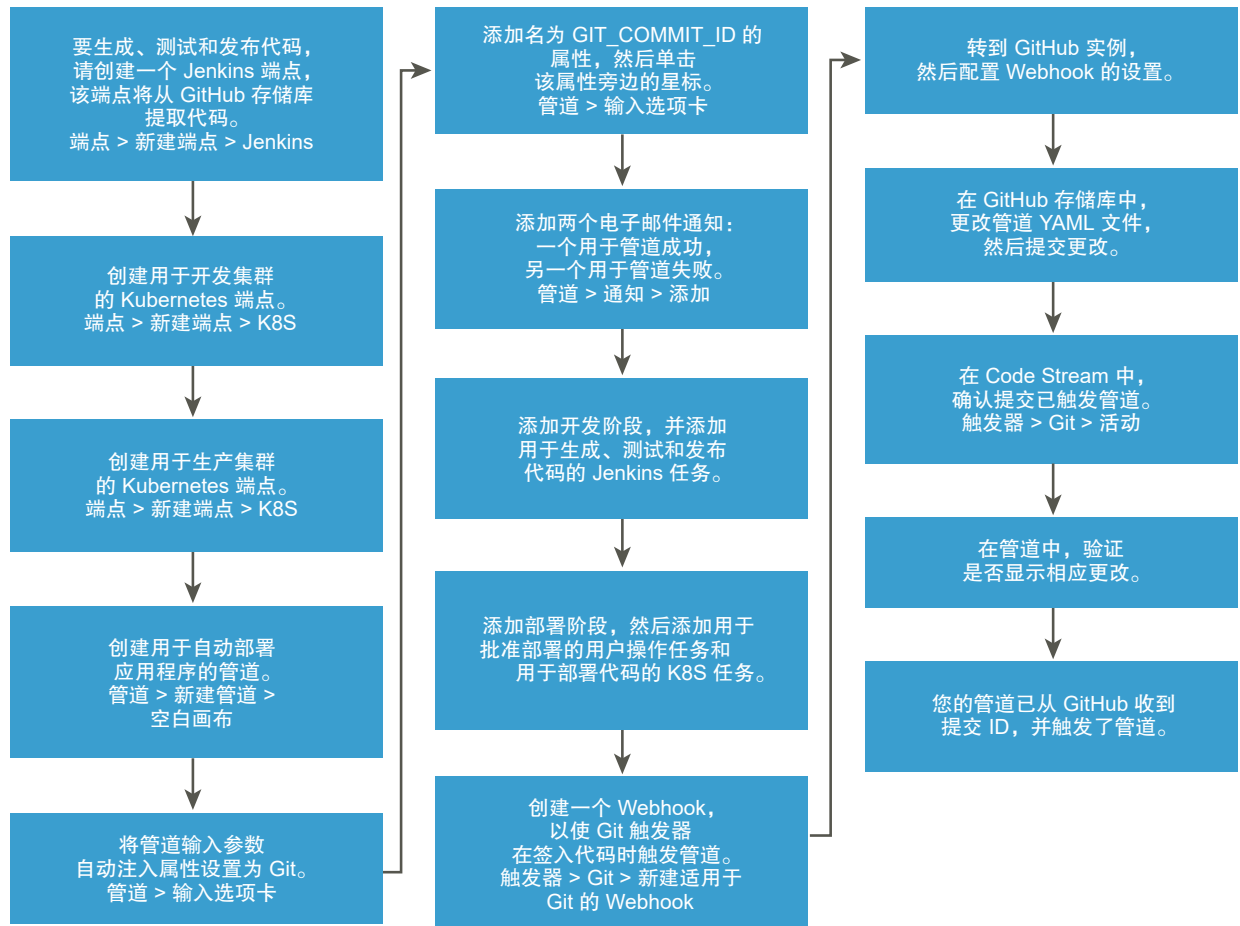 要生成、测试和发布代码，
请创建一个 Jenkins 端点，
该端点将从 GitHub 存储库
提取代码。
端点 > 新建端点 > Jenkins
创建用于开发集群
的 Kubernetes 端点。
端点 > 新建端点 > K8S
创建用于生产集群
的 Kubernetes 端点。
端点 > 新建端点 > K8S
创建用于自动部署
应用程序的管道。
管道 > 新建管道 >
空白画布
将管道输入参数
自动注入属性设置为 Git。
管道 > 输入选项卡
添加名为 GIT_COMMIT_ID 的
属性，然后单击
该属性旁边的星标。
管道 > 输入选项卡
添加两个电子邮件通知：
一个用于管道成功，
另一个用于管道失败。
管道 > 通知 > 添加
添加开发阶段，并添加
用于生成、测试和发布
代码的 Jenkins 任务。
添加部署阶段，然后添加用于
批准部署的用户操作任务和
用于部署代码的 K8S 任务。
创建一个 Webhook，
以使 Git 触发器
在签入代码时触发管道。
触发器 > Git > 新建适用于
Git 的 Webhook
转到 GitHub 实例，
然后配置 Webhook 的设置。
在 GitHub 存储库中，
更改管道 YAML 文件，
然后提交更改。
在 Code Stream 中，
确认提交已触发管道。
触发器 > Git > 活动
在管道中，验证
是否显示相应更改。
您的管道已从 GitHub 收到
提交 ID，并触发了管道。